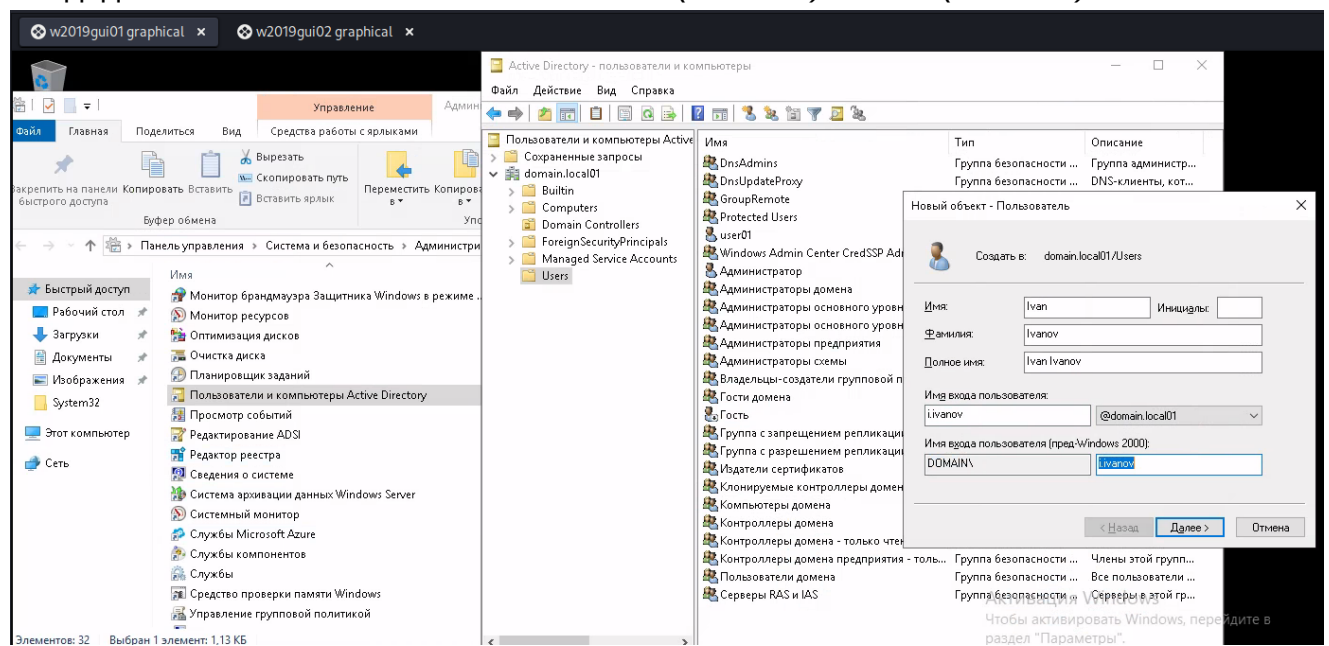 w2019gui01 graphical × w2019gui02 graphical ×
Управление
Админ
Файл Главная Поделиться Вид Средства работы с ярлыками
Закрепить на панели быстрого доступа
Копировать
Вставить
Вырезать
Скопировать путь
Вставить ярлык
Переместить в
Копирова в
Буфер обмена
Упо
Панель управления > Система и безопасность > Администри
Быстрый доступ
Рабочий стол
Загрузки
Документы
Изображения
System32
Этот компьютер
Сеть
Имя
Монитор брандмауэра Защитника Windows в режиме ...
Монитор ресурсов
Оптимизация дисков
Очистка диска
Планировщик заданий
Пользователи и компьютеры Active Directory
Просмотр событий
Редактирование ADSI
Редактор реестра
Сведения о системе
Система архивации данных Windows Server
Системный монитор
Службы Microsoft Azure
Службы компонентов
Службы
Средство проверки памяти Windows
Управление групповой политикой
Элементов: 32 Выбран 1 элемент: 1,13 КБ
Active Directory - пользователи и компьютеры
Файл Действие Вид Справка
Пользователи и компьютеры Active
Сохраненные запросы
domain.local01
Builtin
Computers
Domain Controllers
ForeignSecurityPrincipals
Managed Service Accounts
Users
Имя Тип Описание
DnsAdmins Группа безопасности ... Группа администр...
DnsUpdateProxy Группа безопасности ... DNS-клиенты, кот...
GroupRemote
Protected Users
user01
Windows Admin Center CredSSP Adr
Администратор
Администраторы домена
Администраторы основного уровн
Администраторы основного уровн
Администраторы предприятия
Администраторы схемы
Владельцы-создатели групповой п
Гости домена
Гость
Группа с запрещением репликаци
Группа с разрешением репликаци
Издатели сертификатов
Клонируемые контроллеры домен
Компьютеры домена
Контроллеры домена
Контроллеры домена - только чтен
Контроллеры домена предприятия - толь... Группа безопасности ... Члены этой групп...
Пользователи домена Группа безопасности ... Все пользователи ...
Серверы RAS и IAS Группа безопасности ... Серверы в этой гр...
Новый объект - Пользователь
Создать в: domain.local01/Users
Имя: Ivan Инициалы:
Фамилия: Ivanov
Полное имя: Ivan Ivanov
Имя входа пользователя:
i.ivanov @domain.local01
Имя входа пользователя (пред-Windows 2000):
DOMAIN\ i.ivanov
< Назад Далее > Отмена
Активация Windows
Чтобы активировать Windows, перейдите в
раздел "Параметры".